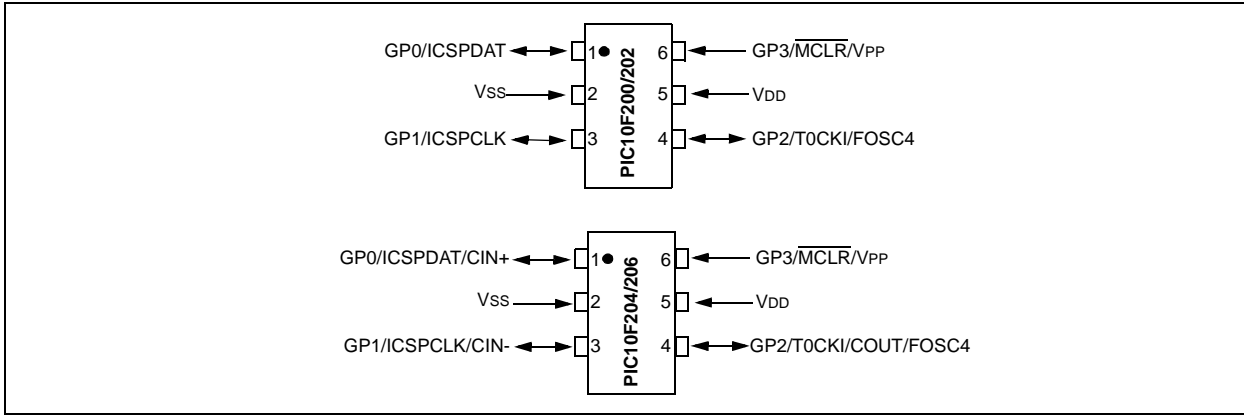 GP0/ICSPDAT 1 6 GP3/MCLR/VPP
VSS 2 5 VDD
GP1/ICSPCLK 3 4 GP2/T0CKI/FOSC4
PIC10F200/202
GP0/ICSPDAT/CIN+ 1 6 GP3/MCLR/VPP
VSS 2 5 VDD
GP1/ICSPCLK/CIN- 3 4 GP2/T0CKI/COUT/FOSC4
PIC10F204/206